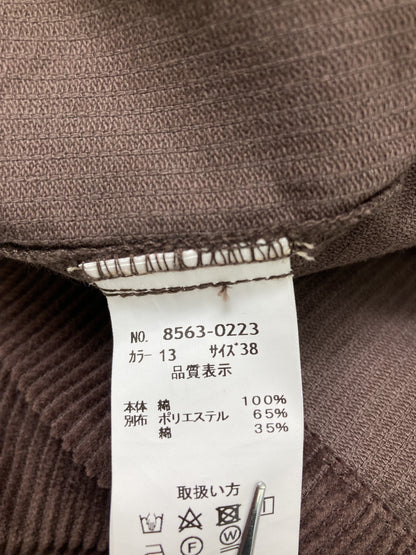 NO. 8563-0223
カラー 13 サイズ38
品質表示
本体 綿 100%
別布 ポリエステル 65%
綿 35%
取扱い方
F W